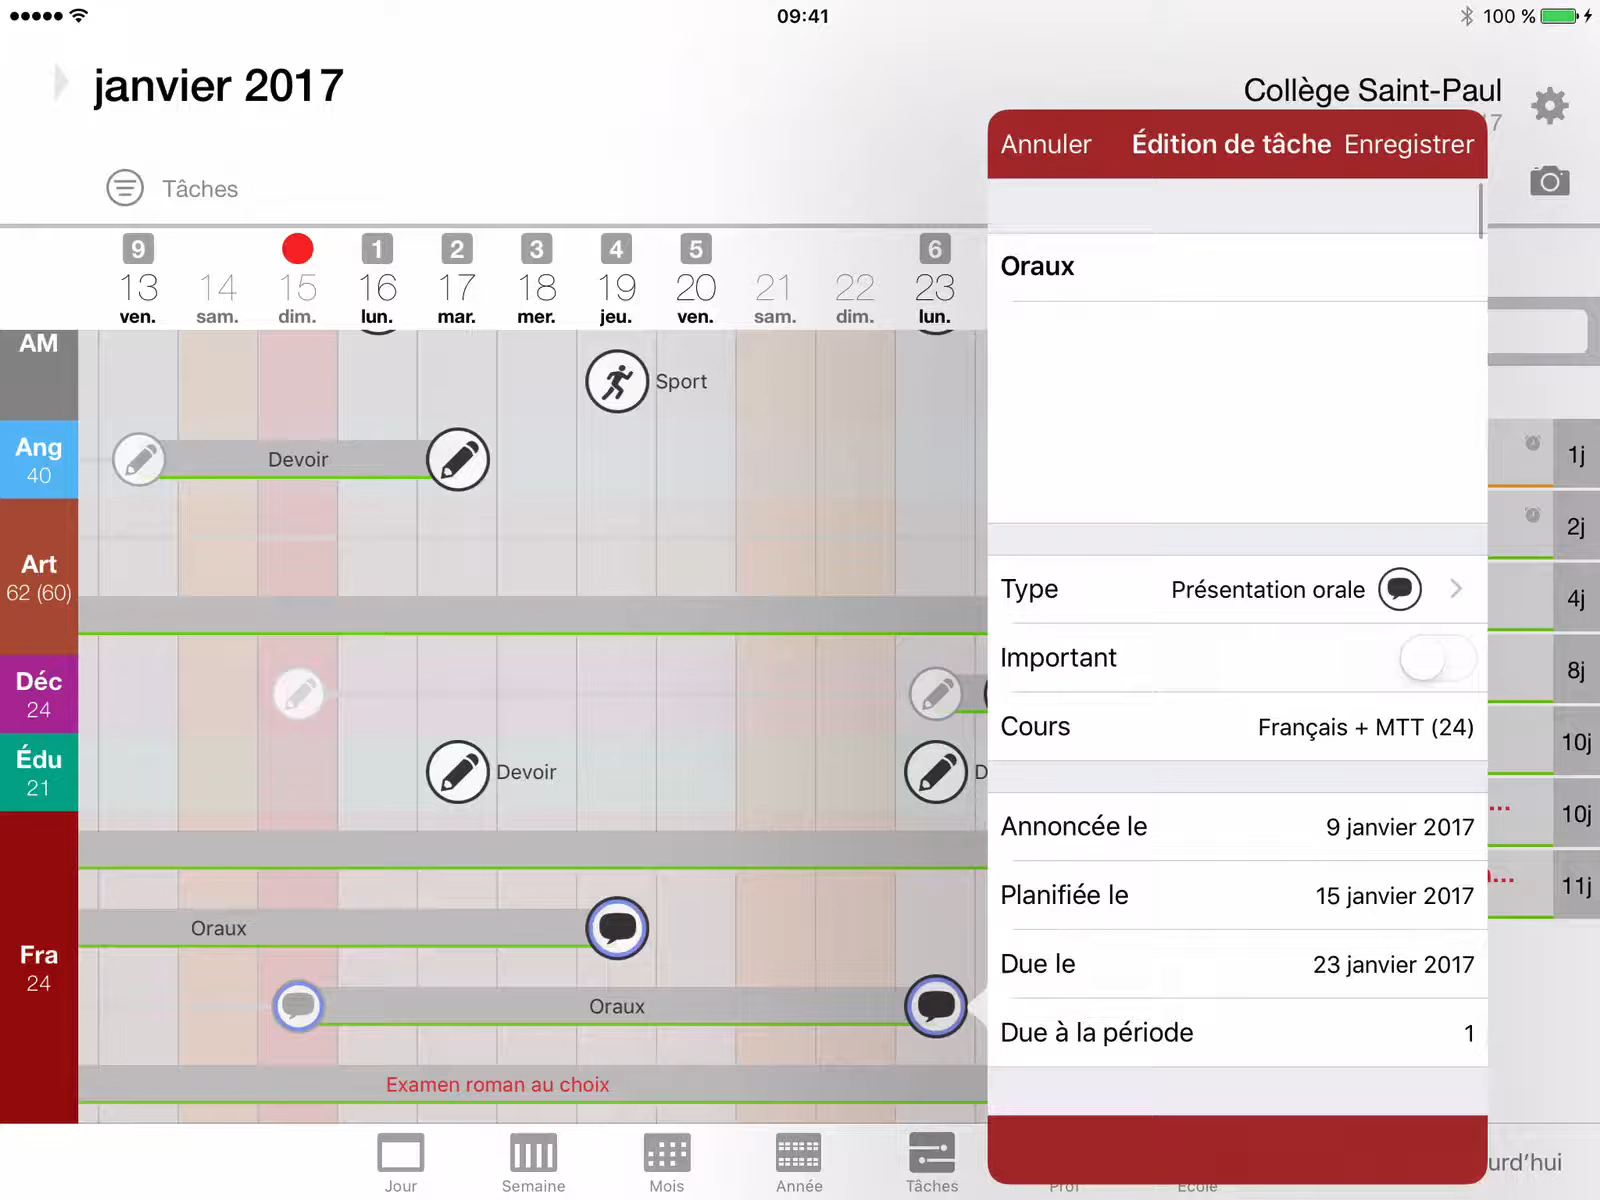 09:41
100 %
janvier 2017
Collège Saint-Paul
7
Tâches
9 1 2 3 4 5 6
13 14 15 16 17 18 19 20 21 22 23
ven. sam. dim. lun. mar. mer. jeu. ven. sam. dim. lun.
AM
Sport
Ang
40
Devoir
Art
62 (60)
Déc
24
Édu
21
Devoir
D
Fra
24
Oraux
Oraux
Examen roman au choix
Annuler
Édition de tâche
Enregistrer
Oraux
Type
Présentation orale
Important
Cours
Français + MTT (24)
Annoncée le
9 janvier 2017
Planifiée le
15 janvier 2017
Due le
23 janvier 2017
Due à la période
1
1j
2j
4j
8j
10j
...
10j
...
11j
Jour
Semaine
Mois
Année
Tâches
Prof
École
urd’hui